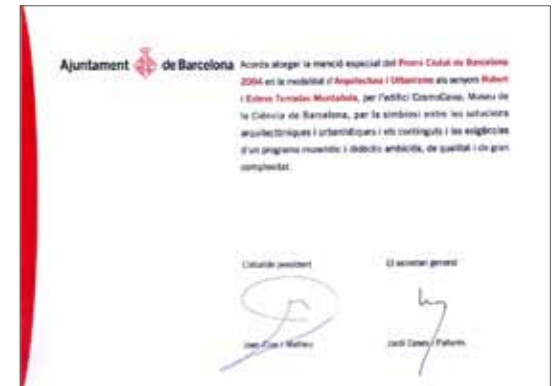 Ajuntament de Barcelona
Acorda atorgar la menció especial del Premi Ciutat de Barcelona
2004 en la modalitat d'Arquitectura i Urbanisme als senyors Robert
i Esteve Terradas Muntañola, per l'edifici CosmoCaixa, Museu de
la Ciència de Barcelona, per la simbiosi entre les solucions
arquitectòniques i urbanístiques i els continguts i les exigències
d'un programa museístic i didàctic ambiciós, de qualitat i de gran
complexitat.
L'alcalde president
El secretari general
Joan Clos i Matheu
Jordi Cases i Pallarès